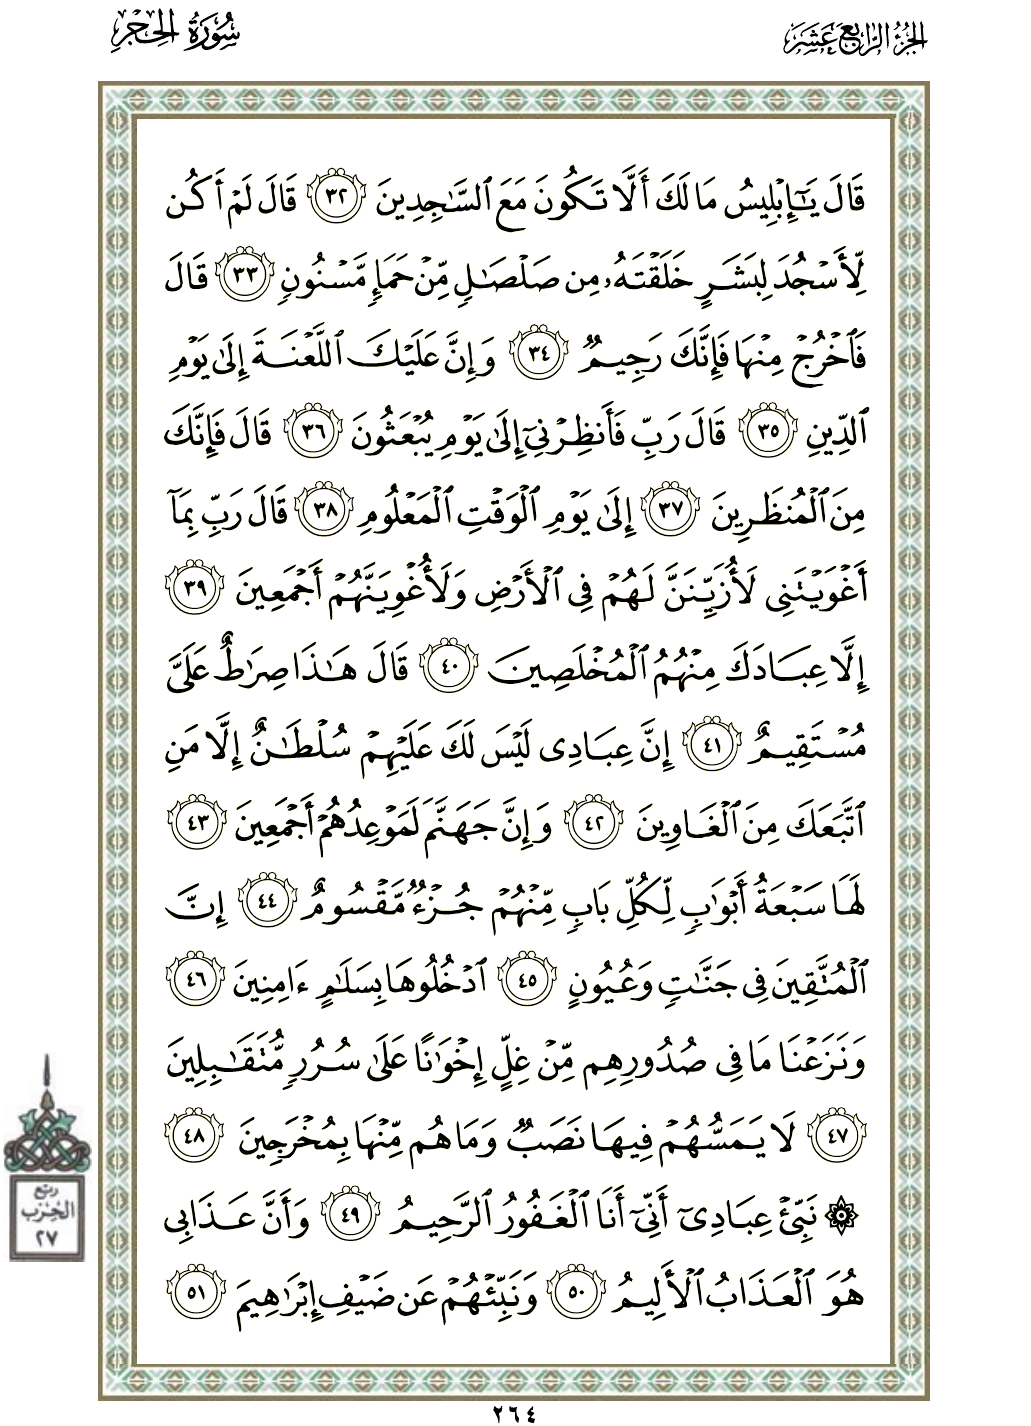 الجزء الرابع عشر
سورة الحجر
قَالَ يَٰٓإِبْلِيسُ مَا لَكَ أَلَّا تَكُونَ مَعَ ٱلسَّٰجِدِينَ ٣٢ قَالَ لَمْ أَكُن
لِّأَسْجُدَ لِبَشَرٍ خَلَقْتَهُۥ مِن صَلْصَٰلٍ مِّنْ حَمَإٍ مَّسْنُونٍ ٣٣ قَالَ
فَٱخْرُجْ مِنْهَا فَإِنَّكَ رَجِيمٌ ٣٤ وَإِنَّ عَلَيْكَ ٱللَّعْنَةَ إِلَىٰ يَوْمِ
ٱلدِّينِ ٣٥ قَالَ رَبِّ فَأَنظِرْنِىٓ إِلَىٰ يَوْمِ يُبْعَثُونَ ٣٦ قَالَ فَإِنَّكَ
مِنَ ٱلْمُنظَرِينَ ٣٧ إِلَىٰ يَوْمِ ٱلْوَقْتِ ٱلْمَعْلُومِ ٣٨ قَالَ رَبِّ بِمَآ
أَغْوَيْتَنِى لَأُزَيِّنَنَّ لَهُمْ فِى ٱلْأَرْضِ وَلَأُغْوِيَنَّهُمْ أَجْمَعِينَ ٣٩
إِلَّا عِبَادَكَ مِنْهُمُ ٱلْمُخْلَصِينَ ٤٠ قَالَ هَٰذَا صِرَٰطٌ عَلَىَّ
مُسْتَقِيمٌ ٤١ إِنَّ عِبَادِى لَيْسَ لَكَ عَلَيْهِمْ سُلْطَٰنٌ إِلَّا مَنِ
ٱتَّبَعَكَ مِنَ ٱلْغَاوِينَ ٤٢ وَإِنَّ جَهَنَّمَ لَمَوْعِدُهُمْ أَجْمَعِينَ ٤٣
لَهَا سَبْعَةُ أَبْوَٰبٍ لِّكُلِّ بَابٍ مِّنْهُمْ جُزْءٌ مَّقْسُومٌ ٤٤ إِنَّ
ٱلْمُتَّقِينَ فِى جَنَّٰتٍ وَعُيُونٍ ٤٥ ٱدْخُلُوهَا بِسَلَٰمٍ ءَامِنِينَ ٤٦
وَنَزَعْنَا مَا فِى صُدُورِهِم مِّنْ غِلٍّ إِخْوَٰنًا عَلَىٰ سُرُرٍ مُّتَقَٰبِلِينَ
٤٧ لَا يَمَسُّهُمْ فِيهَا نَصَبٌ وَمَا هُم مِّنْهَا بِمُخْرَجِينَ ٤٨
۞ نَبِّئْ عِبَادِىٓ أَنِّىٓ أَنَا ٱلْغَفُورُ ٱلرَّحِيمُ ٤٩ وَأَنَّ عَذَابِى
هُوَ ٱلْعَذَابُ ٱلْأَلِيمُ ٥٠ وَنَبِّئْهُمْ عَن ضَيْفِ إِبْرَٰهِيمَ ٥١
ربع
الحزب
٢٧
٢٦٤